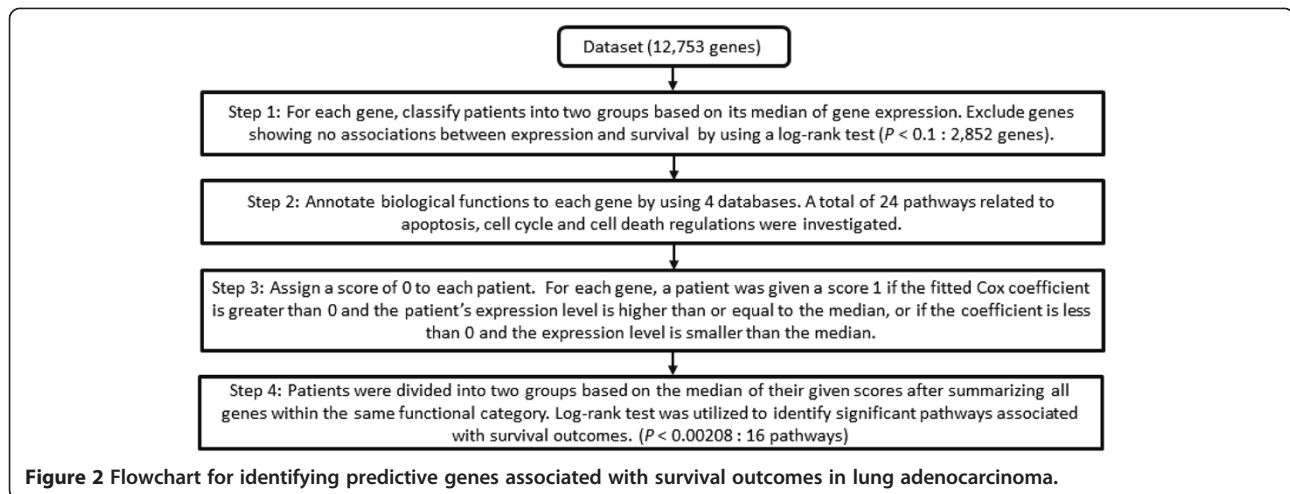 Dataset (12,753 genes)
Step 1: For each gene, classify patients into two groups based on its median of gene expression. Exclude genes
showing no associations between expression and survival by using a log-rank test (P < 0.1 : 2,852 genes).
Step 2: Annotate biological functions to each gene by using 4 databases. A total of 24 pathways related to
apoptosis, cell cycle and cell death regulations were investigated.
Step 3: Assign a score of 0 to each patient. For each gene, a patient was given a score 1 if the fitted Cox coefficient
is greater than 0 and the patient's expression level is higher than or equal to the median, or if the coefficient is less
than 0 and the expression level is smaller than the median.
Step 4: Patients were divided into two groups based on the median of their given scores after summarizing all
genes within the same functional category. Log-rank test was utilized to identify significant pathways associated
with survival outcomes. (P < 0.00208 : 16 pathways)
Figure 2 Flowchart for identifying predictive genes associated with survival outcomes in lung adenocarcinoma.